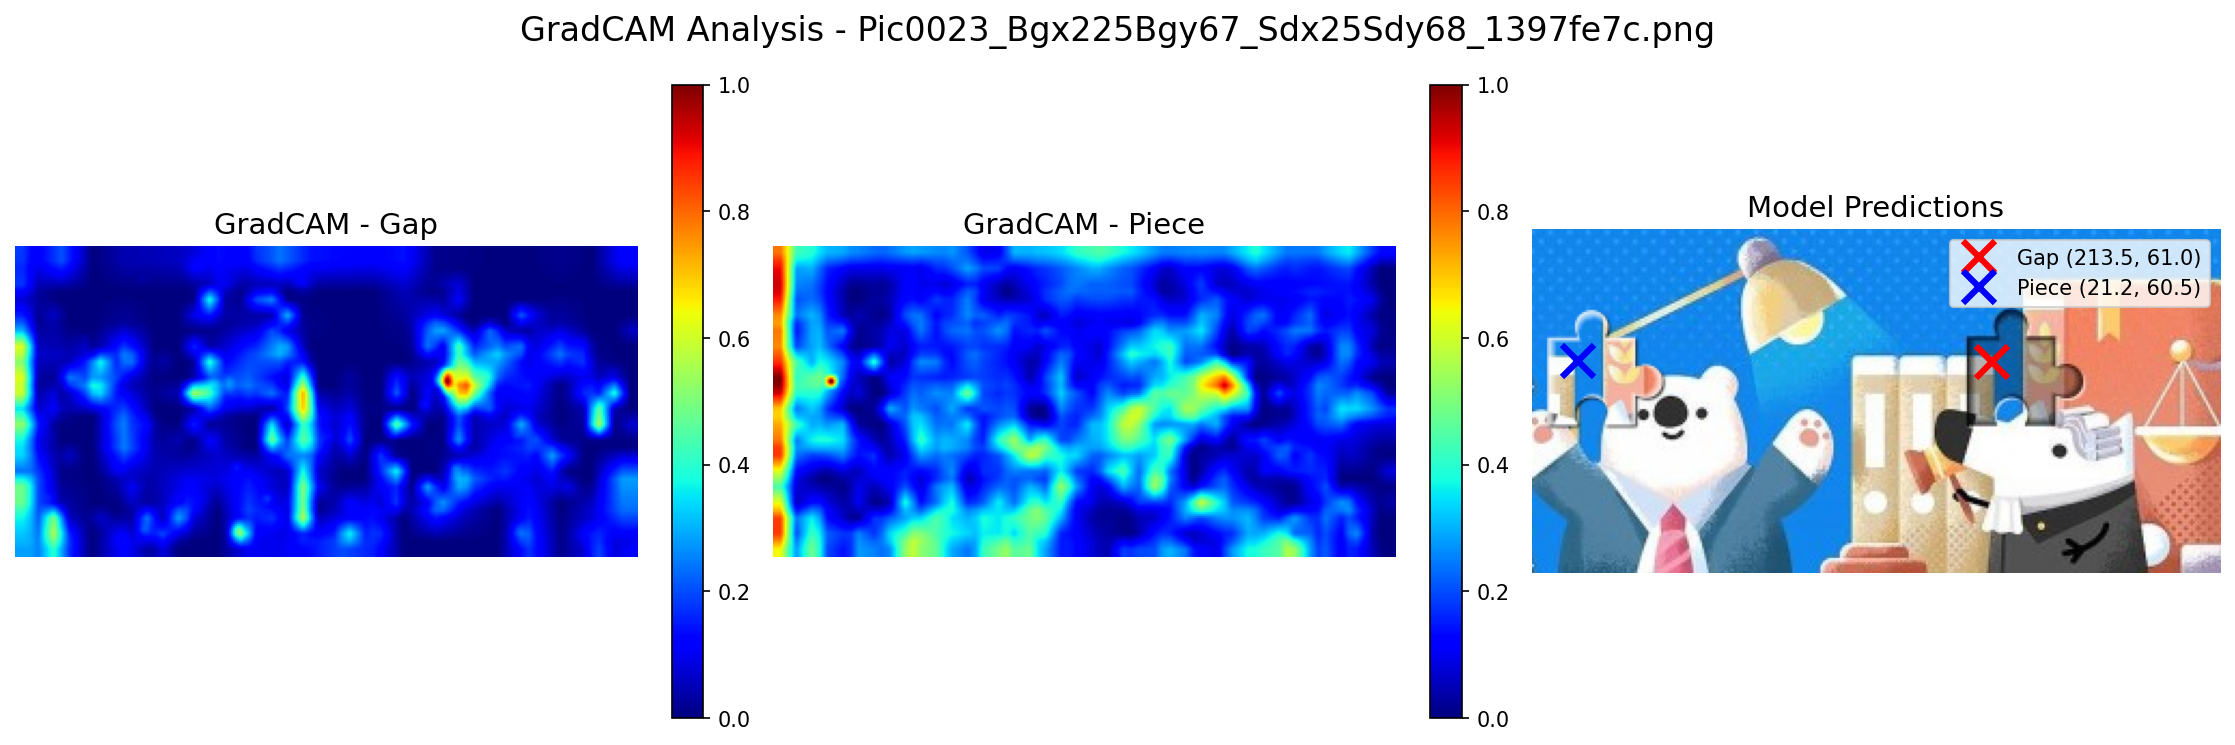 GradCAM Analysis - Pic0023_Bgx225Bgy67_Sdx25Sdy68_1397fe7c.png
GradCAM - Gap
1.0
0.8
0.6
0.4
0.2
0.0
GradCAM - Piece
1.0
0.8
0.6
0.4
0.2
0.0
Model Predictions
Gap (213.5, 61.0)
Piece (21.2, 60.5)